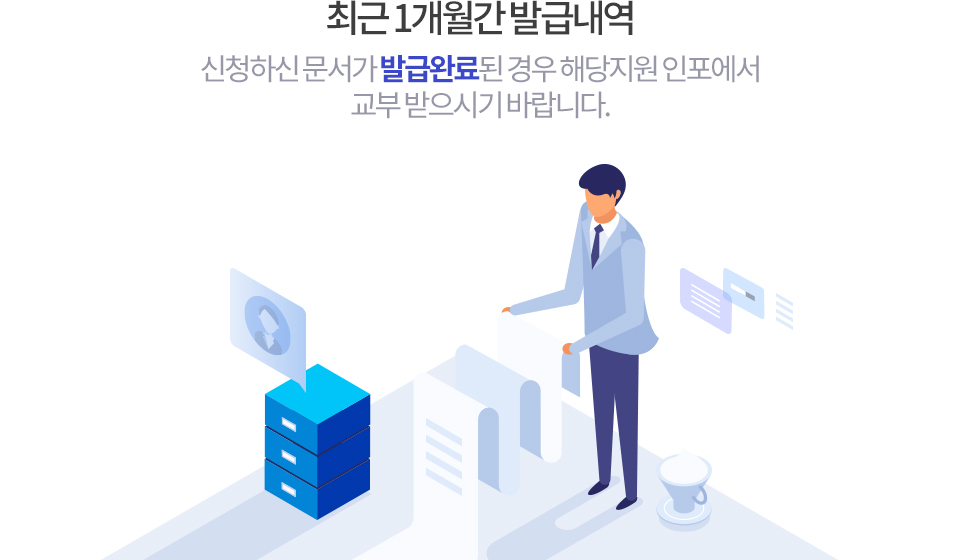 최근 1개월간 발급내역
신청하신 문서가 발급완료된 경우 해당지원 인포에서
교부 받으시기 바랍니다.